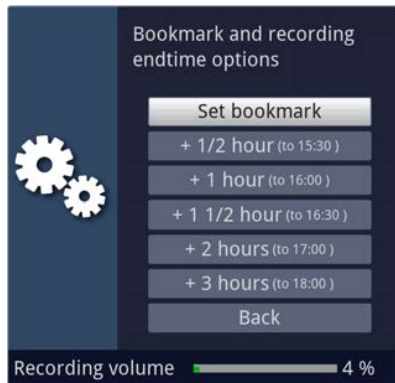 Bookmark and recording
endtime options
Set bookmark
+ 1/2 hour (to 15:30 )
+ 1 hour (to 16:00 )
+ 1 1/2 hour (to 16:30 )
+ 2 hours (to 17:00 )
+ 3 hours (to 18:00 )
Back
Recording volume 4 %